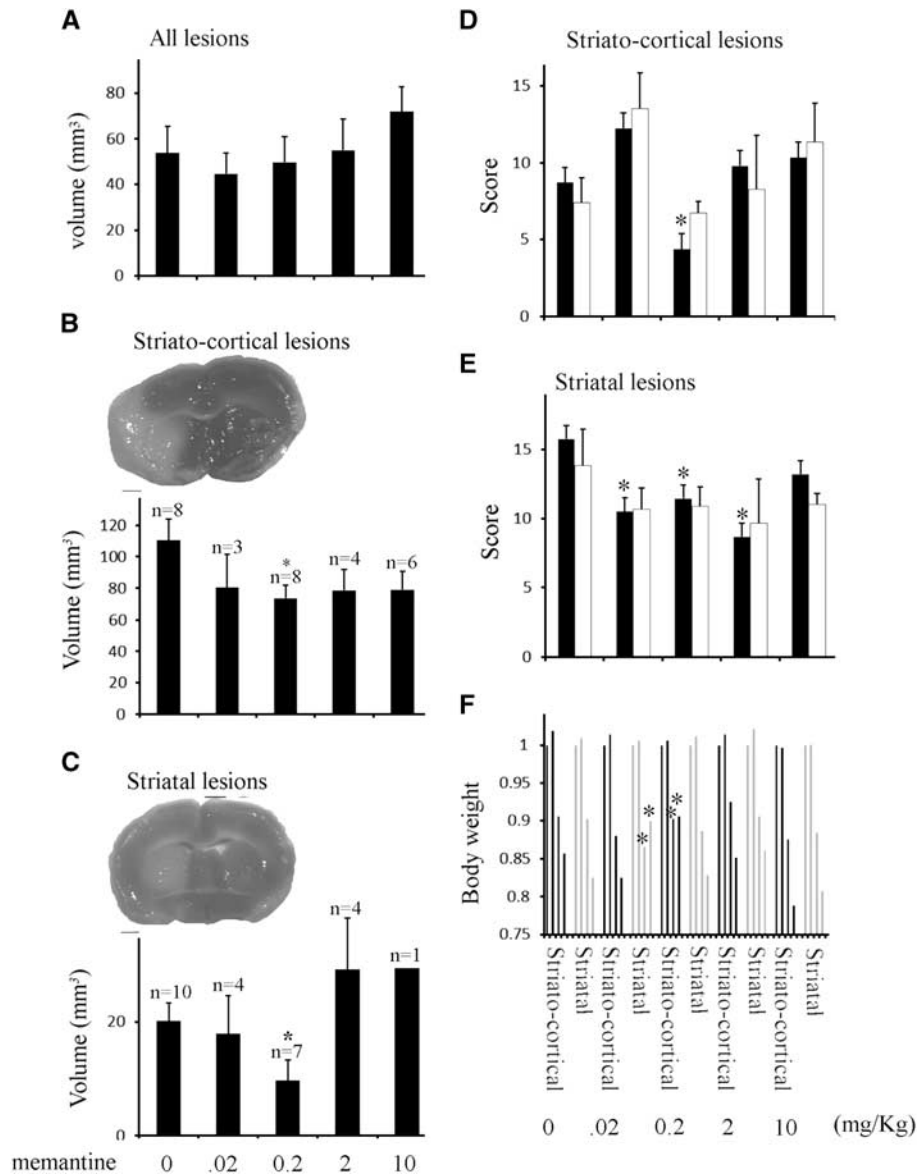 A
All lesions
volume (mm³)
80
60
40
20
0
B
Striato-cortical lesions
Volume (mm³)
120
100
80
60
40
20
0
n=8
n=3
*
n=8
n=4
n=6
C
Striatal lesions
Volume (mm³)
20
0
n=10
n=4
*
n=7
n=4
n=1
memantine 0 .02 0.2 2 10
D
Striato-cortical lesions
Score
15
10
5
0
*
E
Striatal lesions
Score
15
10
5
0
*
*
*
F
Body weight
1
0.95
0.9
0.85
0.8
0.75
*
*
*
*
Striato-cortical
Striatal
Striato-cortical
Striatal
Striato-cortical
Striatal
Striato-cortical
Striatal
Striato-cortical
Striatal
0 .02 0.2 2 10 (mg/Kg)